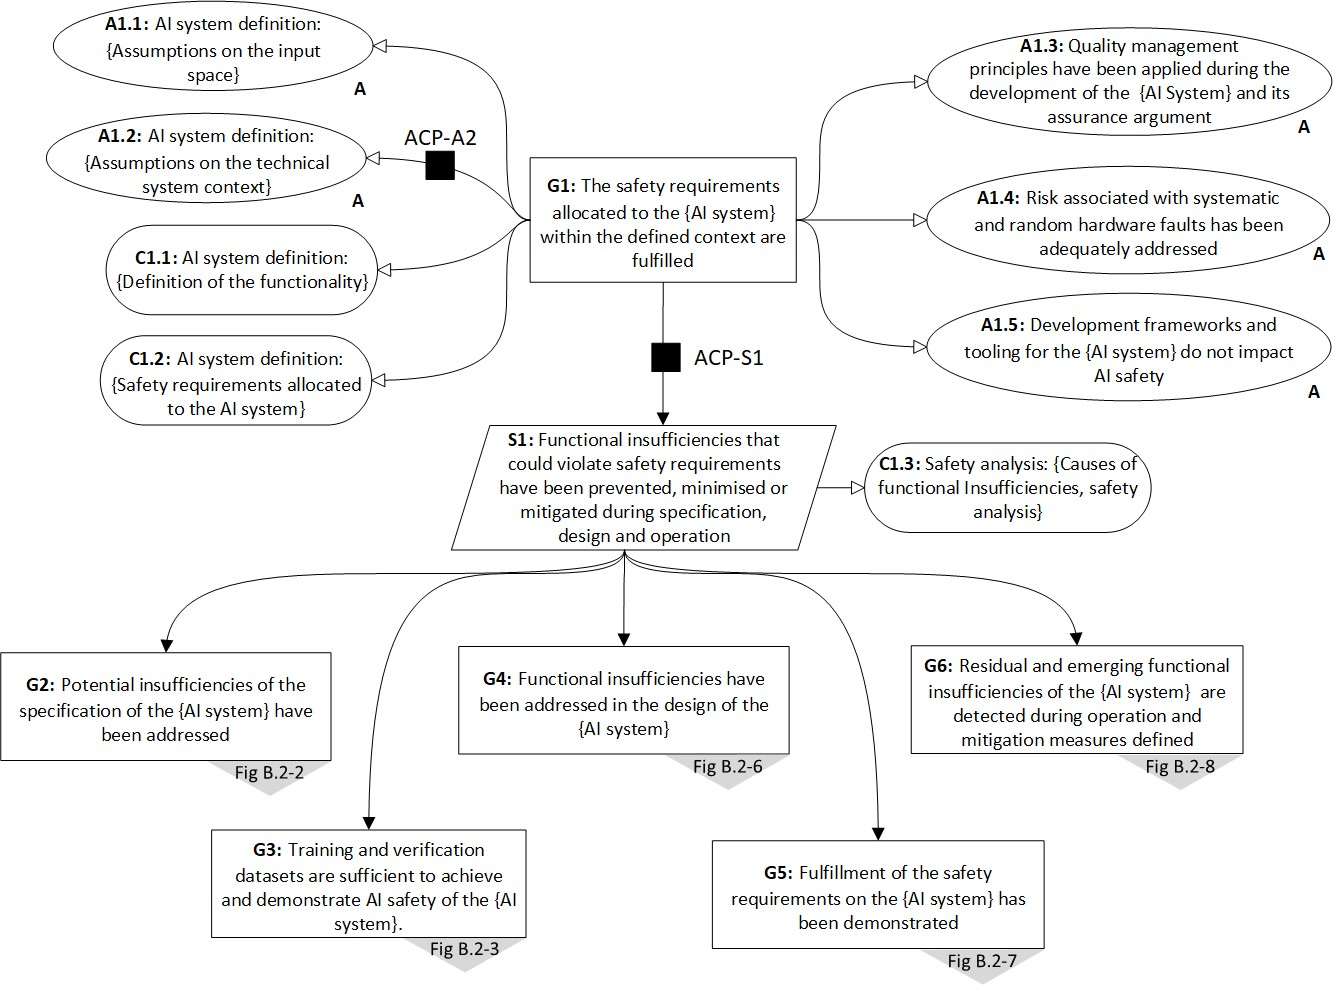 A1.1: AI system definition:
{Assumptions on the input
space}
A
A1.2: AI system definition:
{Assumptions on the technical
system context}
A
ACP-A2
C1.1: AI system definition:
{Definition of the functionality}
C1.2: AI system definition:
{Safety requirements allocated
to the AI system}
G1: The safety requirements
allocated to the {AI system}
within the defined context are
fulfilled
A1.3: Quality management
principles have been applied during the
development of the {AI System} and its
assurance argument
A
A1.4: Risk associated with systematic
and random hardware faults has been
adequately addressed
A
A1.5: Development frameworks and
tooling for the {AI system} do not impact
AI safety
A
ACP-S1
S1: Functional insufficiencies that
could violate safety requirements
have been prevented, minimised or
mitigated during specification,
design and operation
C1.3: Safety analysis: {Causes of
functional Insufficiencies, safety
analysis}
G2: Potential insufficiencies of the
specification of the {AI system} have
been addressed
Fig B.2-2
G4: Functional insufficiencies have
been addressed in the design of the
{AI system}
Fig B.2-6
G6: Residual and emerging functional
insufficiencies of the {AI system} are
detected during operation and
mitigation measures defined
Fig B.2-8
G3: Training and verification
datasets are sufficient to achieve
and demonstrate AI safety of the {AI
system}.
Fig B.2-3
G5: Fulfillment of the safety
requirements on the {AI system} has
been demonstrated
Fig B.2-7